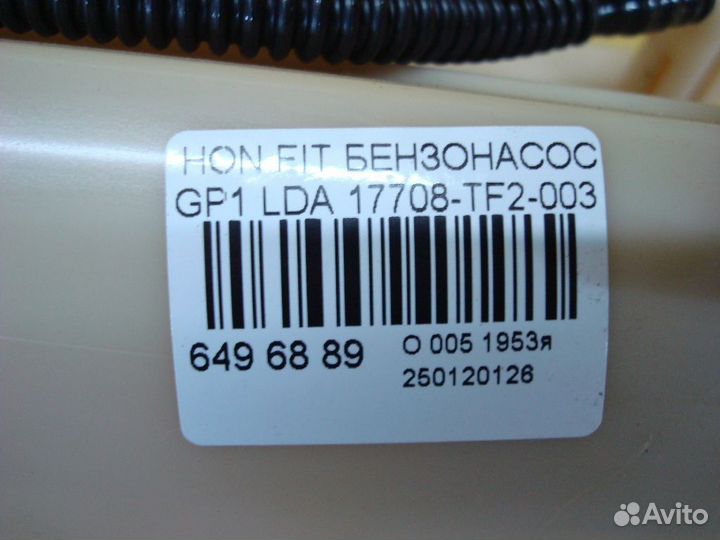 HON FIT БЕНЗОНАСОС
GP1 LDA 17708-TF2-003
649 68 89
О 005 1953я
250120126
Avito